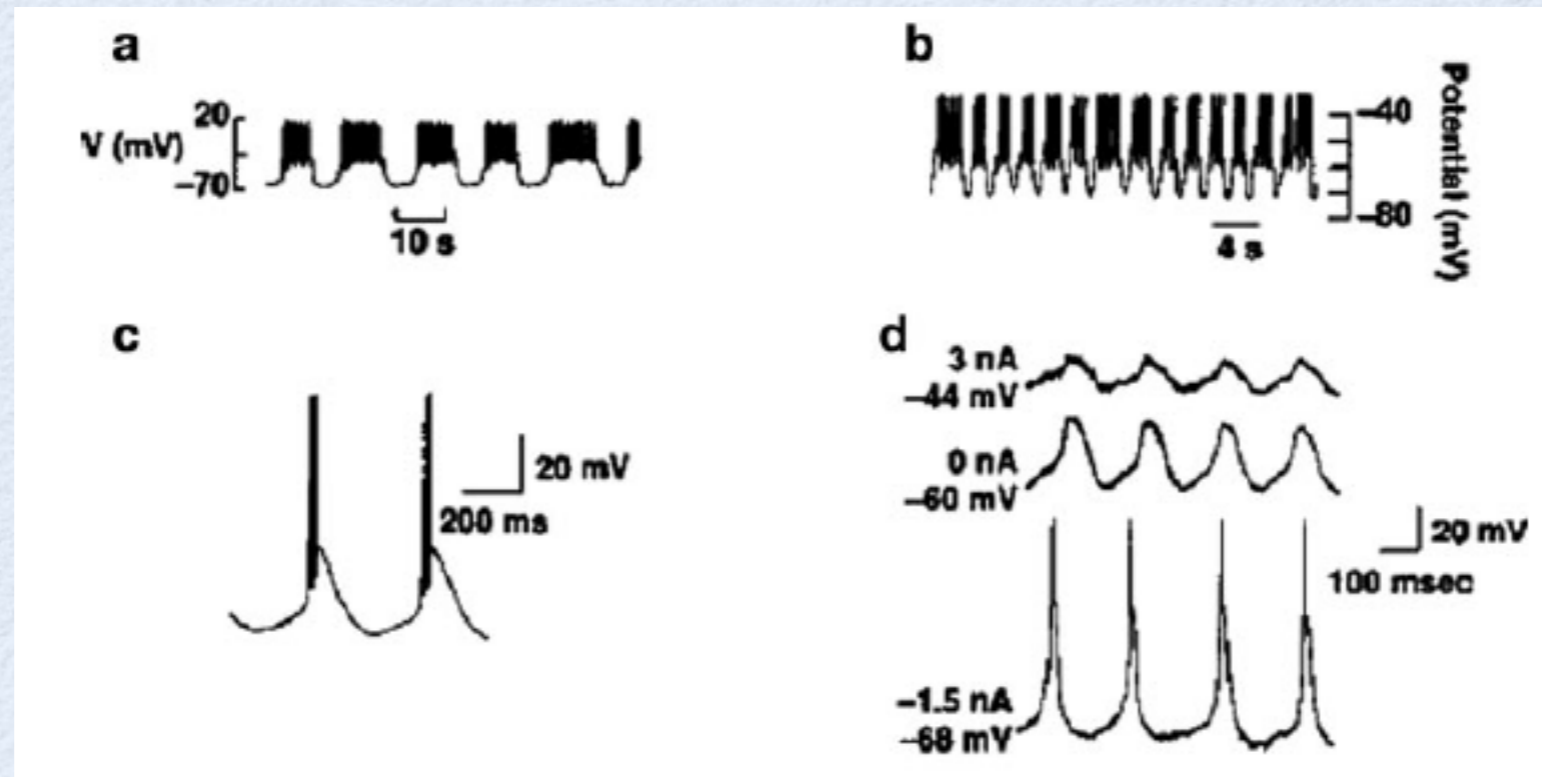 a
20
V (mV)
–70
10 s
b
–40
–80
Potential (mV)
4 s
c
20 mV
200 ms
d
3 nA
–44 mV
0 nA
–60 mV
20 mV
100 msec
–1.5 nA
–68 mV